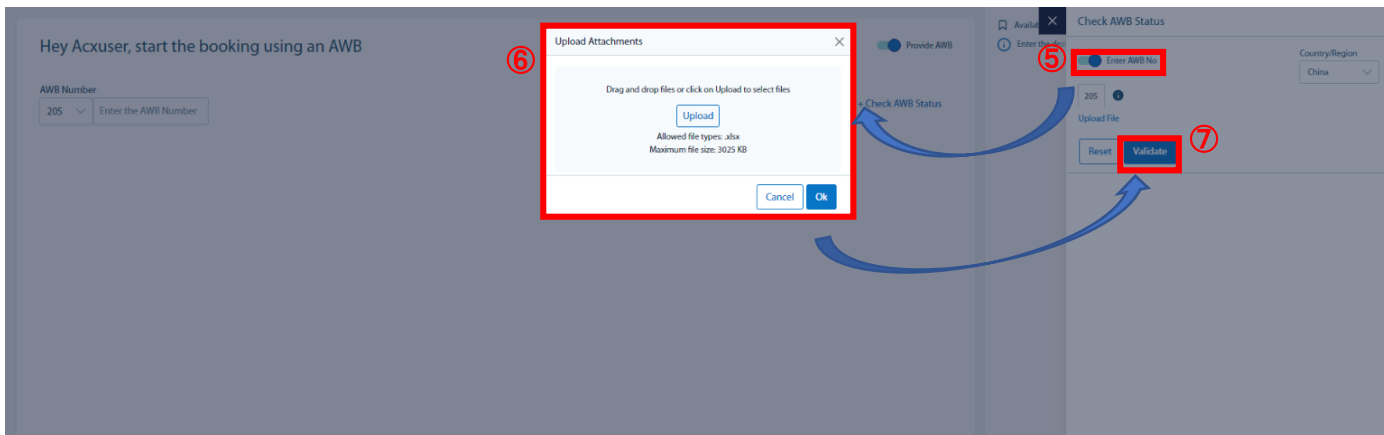 Hey Acxuser, start the booking using an AWB
Provide AWB
AWB Number
205
Enter the AWB Number
+ Check AWB Status
⑥
Upload Attachments
Drag and drop files or click on Upload to select files
Upload
Allowed file types: .xlsx
Maximum file size: 3025 KB
Cancel
Ok
Enter the
Check AWB Status
⑤
Enter AWB No
Country/Region
China
205
Upload File
Reset
Validate
⑦